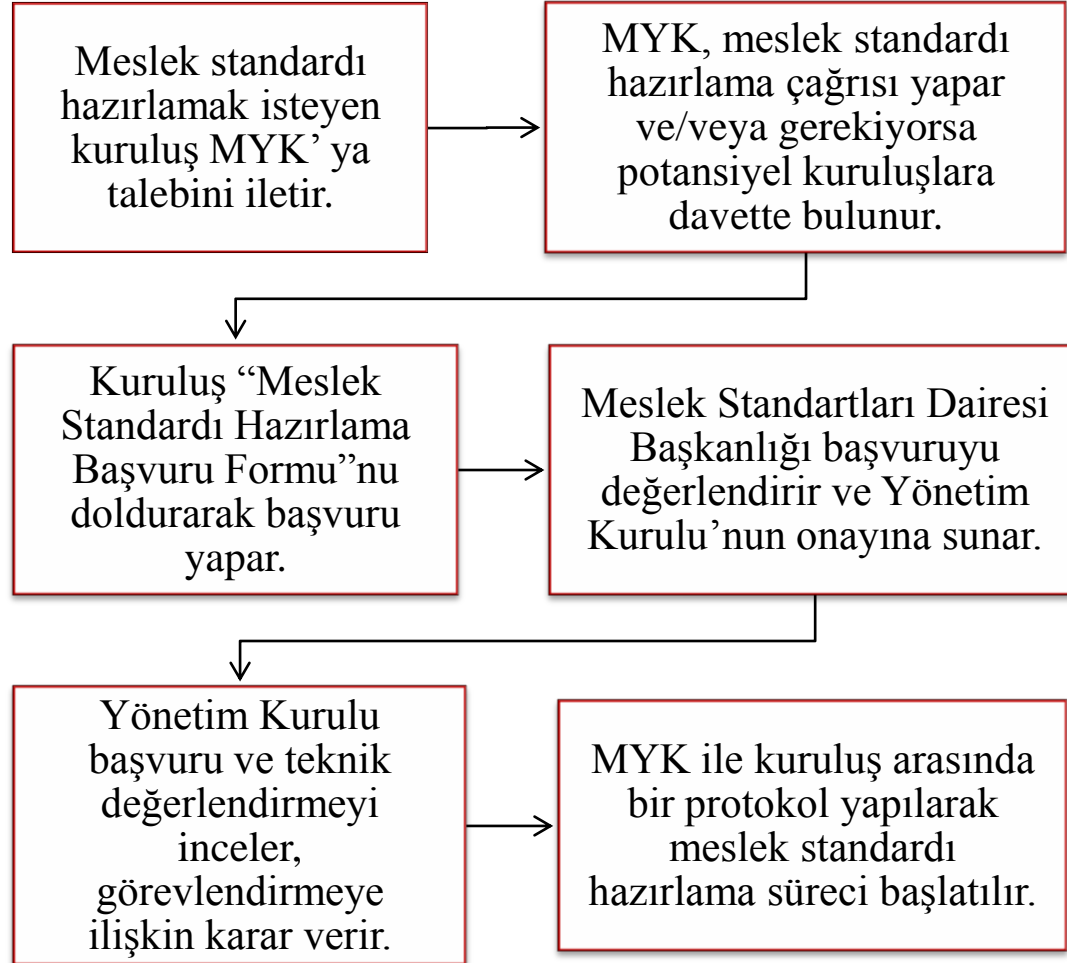 Meslek standardı
hazırlamak isteyen
kuruluş MYK’ ya
talebini iletir.
MYK, meslek standardı
hazırlama çağrısı yapar
ve/veya gerekiyorsa
potansiyel kuruluşlara
davette bulunur.
Kuruluş “Meslek
Standardı Hazırlama
Başvuru Formu”nu
doldurarak başvuru
yapar.
Meslek Standartları Dairesi
Başkanlığı başvuruyu
değerlendirir ve Yönetim
Kurulu’nun onayına sunar.
Yönetim Kurulu
başvuru ve teknik
değerlendirmeyi
inceler,
görevlendirmeye
ilişkin karar verir.
MYK ile kuruluş arasında
bir protokol yapılarak
meslek standardı
hazırlama süreci başlatılır.